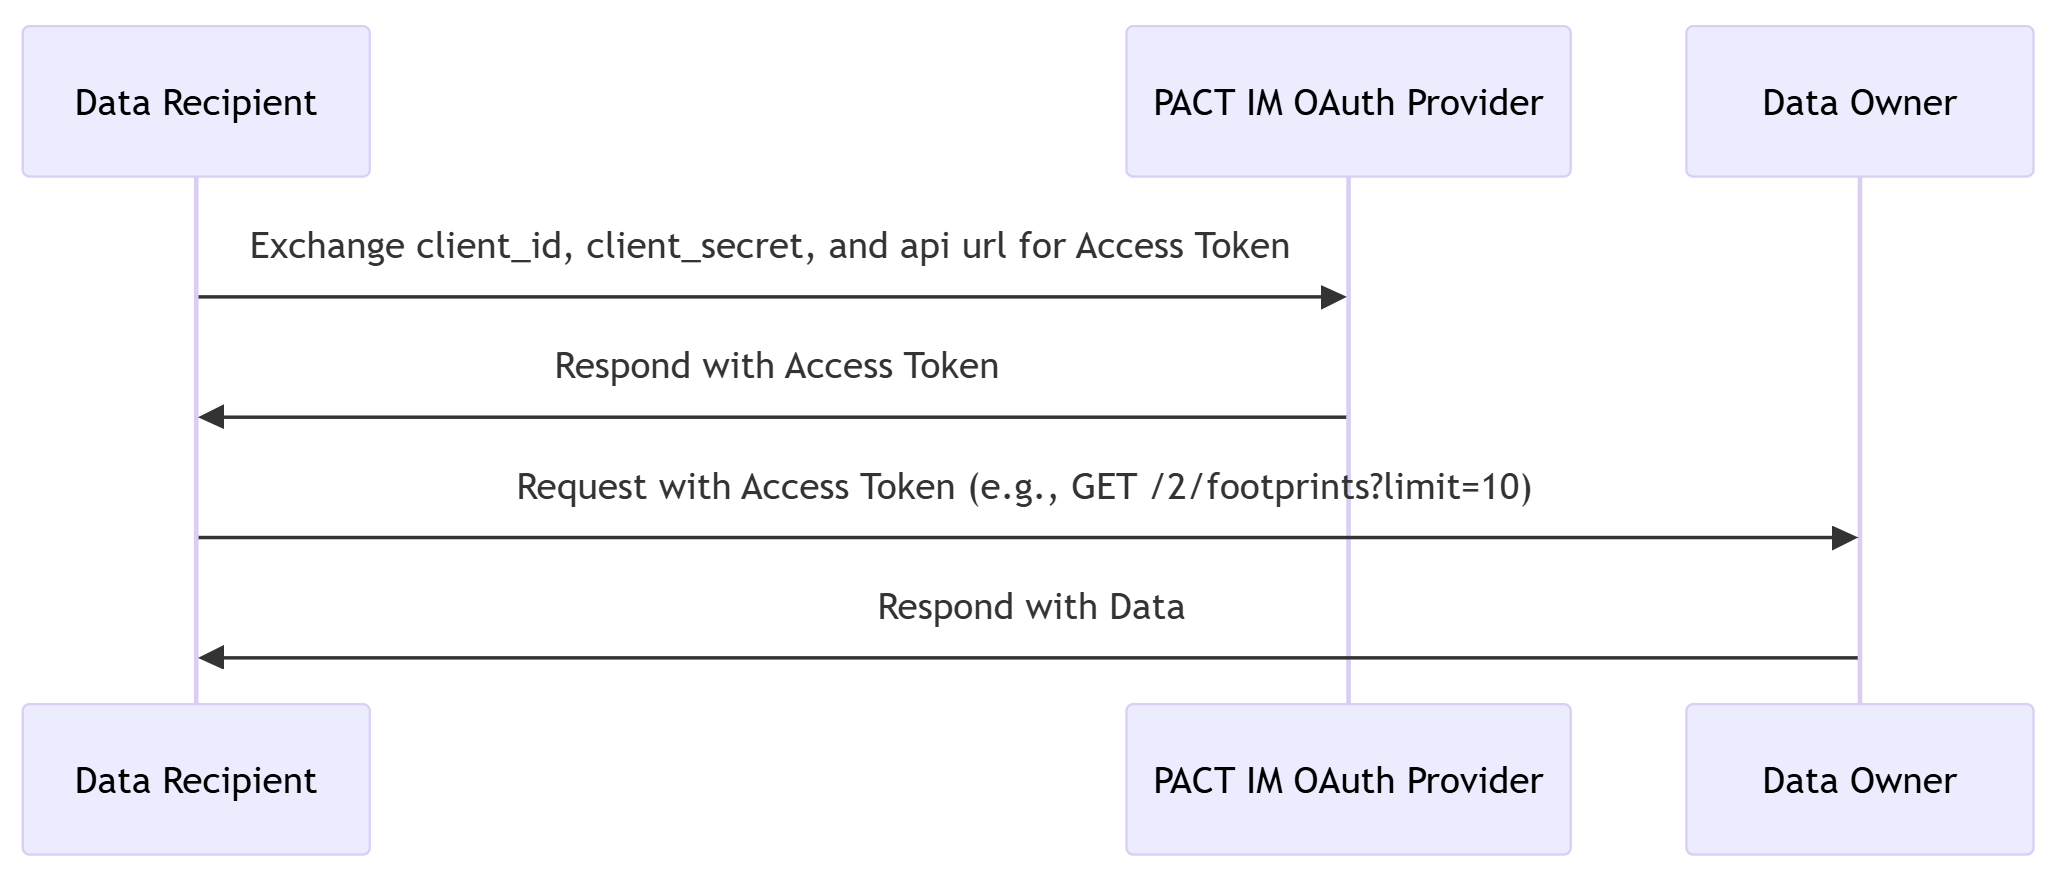 Data Recipient
PACT IM OAuth Provider
Data Owner
Exchange client_id, client_secret, and api url for Access Token
Respond with Access Token
Request with Access Token (e.g., GET /2/footprints?limit=10)
Respond with Data
Data Recipient
PACT IM OAuth Provider
Data Owner